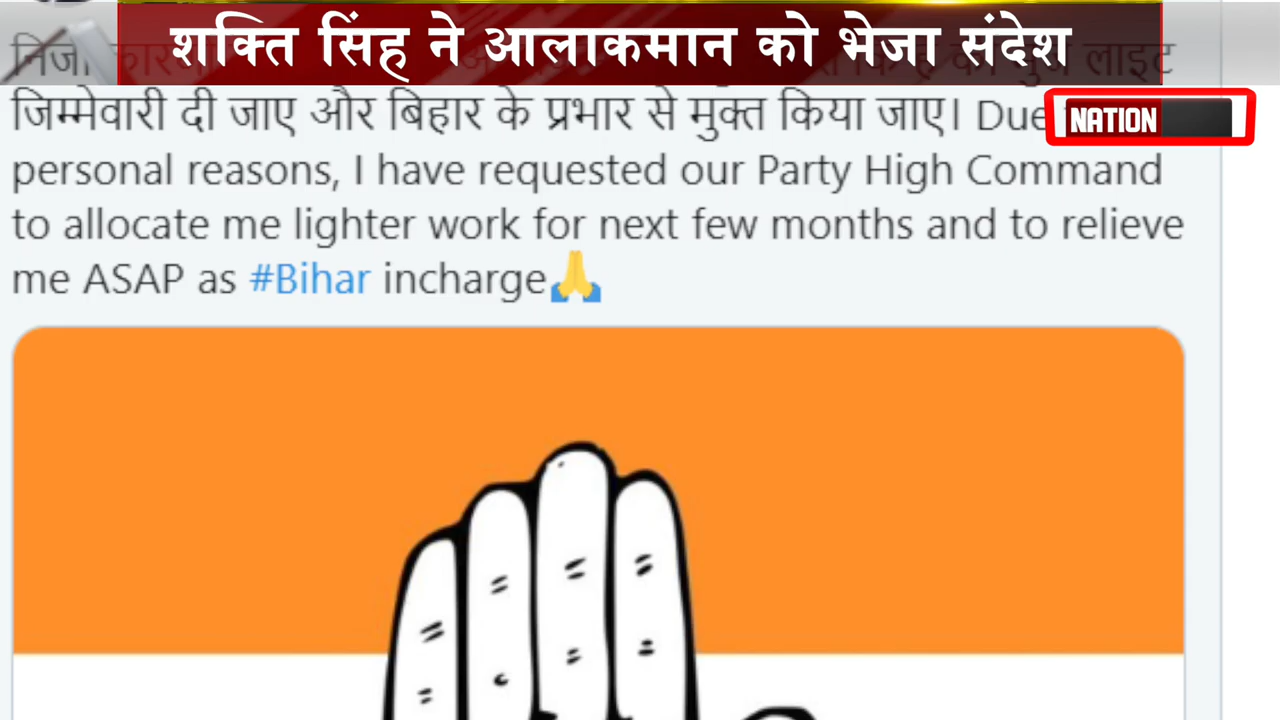 शक्ति सिंह ने आलाकमान को भेजा संदेश
लाइट
जिम्मेवारी दी जाए और बिहार के प्रभार से मुक्त किया जाए। Due
NATION
personal reasons, I have requested our Party High Command
to allocate me lighter work for next few months and to relieve
me ASAP as #Bihar incharge🙏